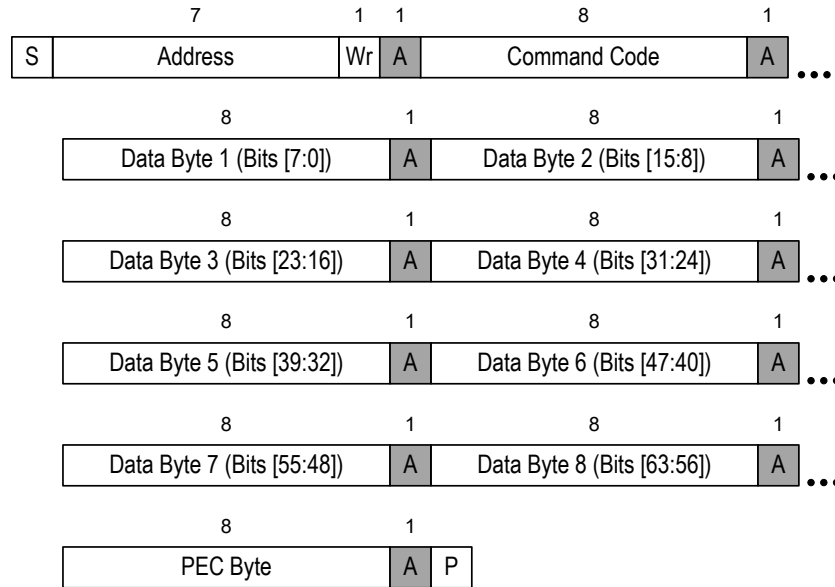 7 1 1 8 1
S Address Wr A Command Code A
8 1 8 1
Data Byte 1 (Bits [7:0]) A Data Byte 2 (Bits [15:8]) A
8 1 8 1
Data Byte 3 (Bits [23:16]) A Data Byte 4 (Bits [31:24]) A
8 1 8 1
Data Byte 5 (Bits [39:32]) A Data Byte 6 (Bits [47:40]) A
8 1 8 1
Data Byte 7 (Bits [55:48]) A Data Byte 8 (Bits [63:56]) A
8 1
PEC Byte A P